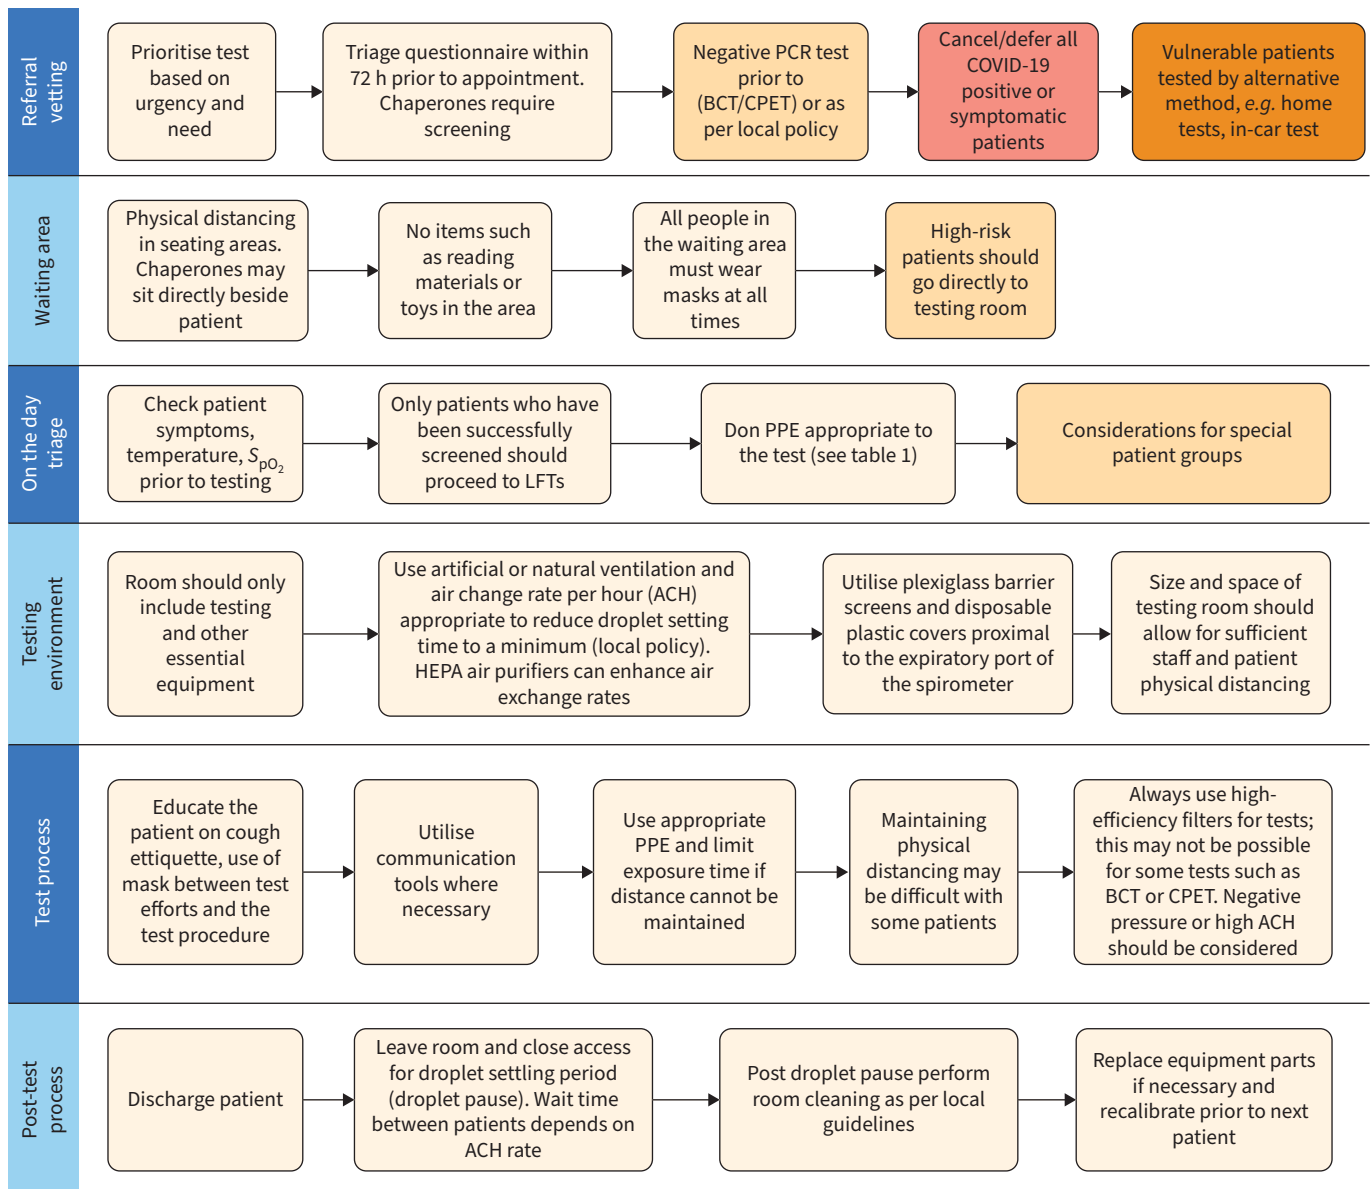 Referral
vetting
Prioritise test
based on
urgency and
need
Triage questionnaire within
72 h prior to appointment.
Chaperones require
screening
Negative PCR test
prior to
(BCT/CPET) or as
per local policy
Cancel/defer all
COVID-19
positive or
symptomatic
patients
Vulnerable patients
tested by alternative
method, e.g. home
tests, in-car test
Waiting area
Physical distancing
in seating areas.
Chaperones may
sit directly beside
patient
No items such
as reading
materials or
toys in the area
All people in
the waiting area
must wear
masks at all
times
High-risk
patients should
go directly to
testing room
On the day
triage
Check patient
symptoms,
temperature, SpO2
prior to testing
Only patients who have
been successfully
screened should
proceed to LFTs
Don PPE appropriate to
the test (see table 1)
Considerations for special
patient groups
Testing
environment
Room should only
include testing
and other
essential
equipment
Use artificial or natural ventilation and
air change rate per hour (ACH)
appropriate to reduce droplet setting
time to a minimum (local policy).
HEPA air purifiers can enhance air
exchange rates
Utilise plexiglass barrier
screens and disposable
plastic covers proximal
to the expiratory port of
the spirometer
Size and space of
testing room should
allow for sufficient
staff and patient
physical distancing
Test process
Educate the
patient on cough
ettiquette, use of
mask between test
efforts and the
test procedure
Utilise
communication
tools where
necessary
Use appropriate
PPE and limit
exposure time if
distance cannot be
maintained
Maintaining
physical
distancing may
be difficult with
some patients
Always use high-
efficiency filters for tests;
this may not be possible
for some tests such as
BCT or CPET. Negative
pressure or high ACH
should be considered
Post-test
process
Discharge patient
Leave room and close access
for droplet settling period
(droplet pause). Wait time
between patients depends on
ACH rate
Post droplet pause perform
room cleaning as per local
guidelines
Replace equipment parts
if necessary and
recalibrate prior to next
patient